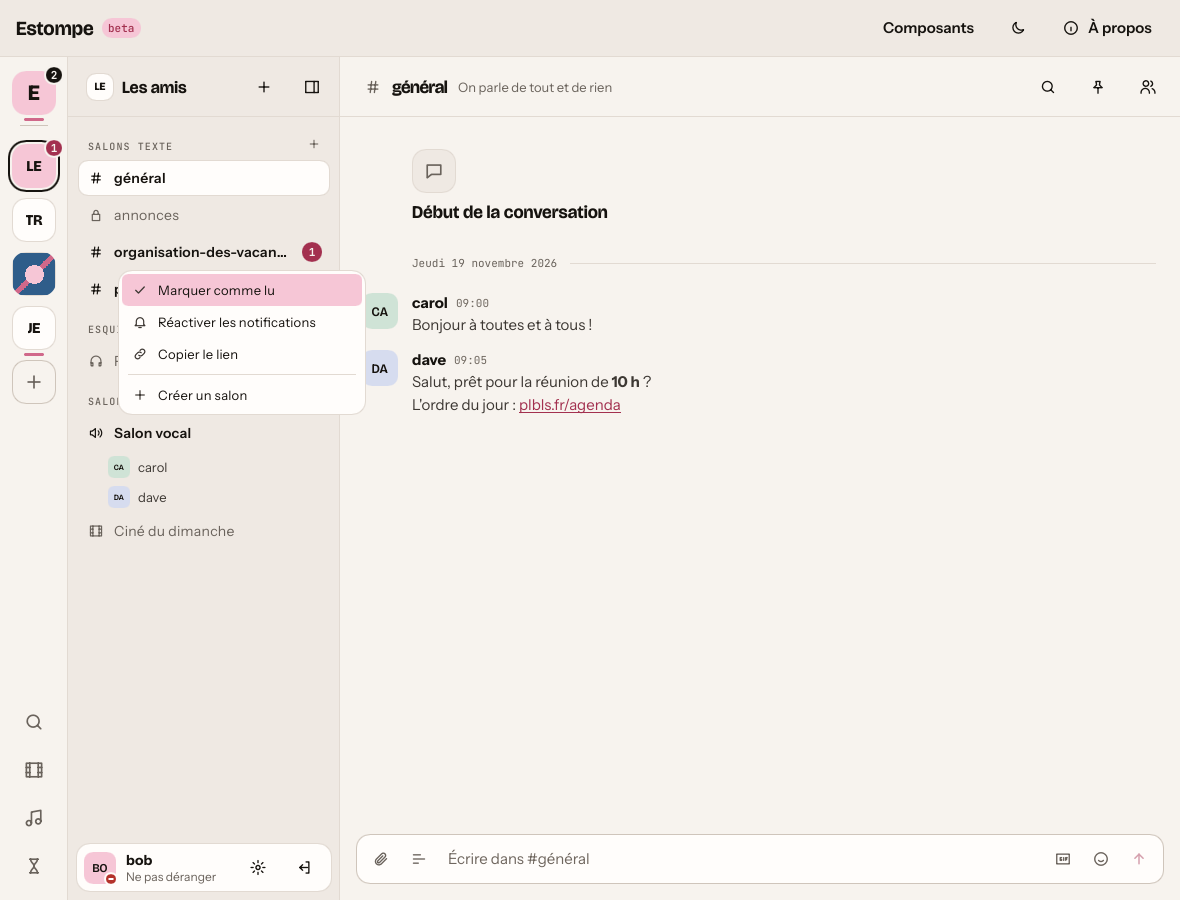 Estompe beta
Composants
À propos
E 2
LE 1
TR
JE
LE Les amis
SALONS TEXTE
# général
annonces
# organisation-des-vacan… 1
#
Marquer comme lu
Réactiver les notifications
Copier le lien
Créer un salon
Salon vocal
CA carol
DA dave
Ciné du dimanche
BO bob
Ne pas déranger
# général On parle de tout et de rien
Début de la conversation
Jeudi 19 novembre 2026
CA carol 09:00
Bonjour à toutes et à tous !
DA dave 09:05
Salut, prêt pour la réunion de 10 h ?
L'ordre du jour : plbls.fr/agenda
Écrire dans #général
GIF